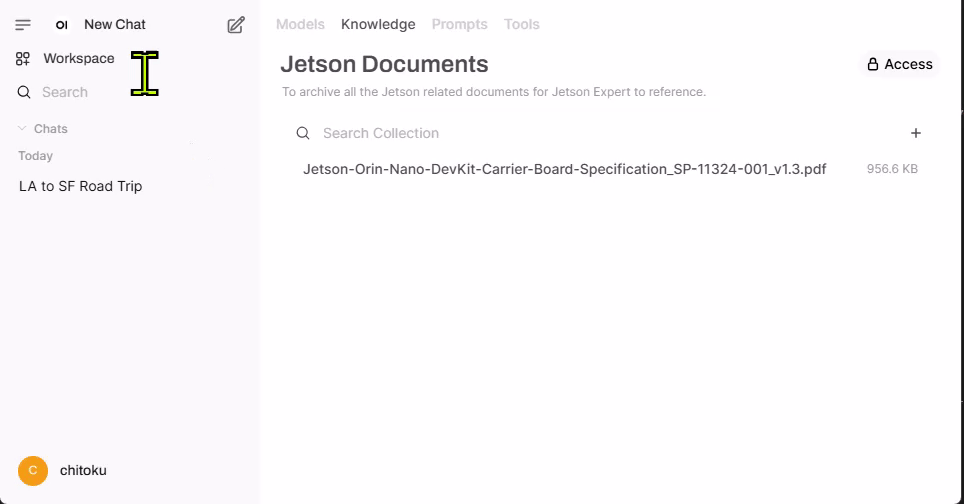 OI New Chat
Workspace
Search
Chats
Today
LA to SF Road Trip
C chitoku
Models Knowledge Prompts Tools
Jetson Documents
Access
To archive all the Jetson related documents for Jetson Expert to reference.
Search Collection
Jetson-Orin-Nano-DevKit-Carrier-Board-Specification_SP-11324-001_v1.3.pdf 956.6 KB